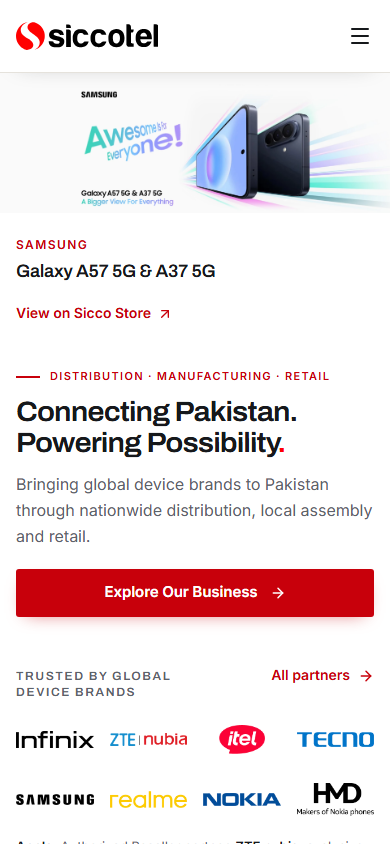 siccotel
SAMSUNG
Awesome is for
everyone!
Galaxy A57 5G & A37 5G
A Bigger View For Everything
SAMSUNG
Galaxy A57 5G & A37 5G
View on Sicco Store
DISTRIBUTION · MANUFACTURING · RETAIL
Connecting Pakistan.
Powering Possibility.
Bringing global device brands to Pakistan
through nationwide distribution, local assembly
and retail.
Explore Our Business
TRUSTED BY GLOBAL
DEVICE BRANDS
All partners
Infinix ZTE nubia itel TECNO
SAMSUNG realme NOKIA HMD
Makers of Nokia phones